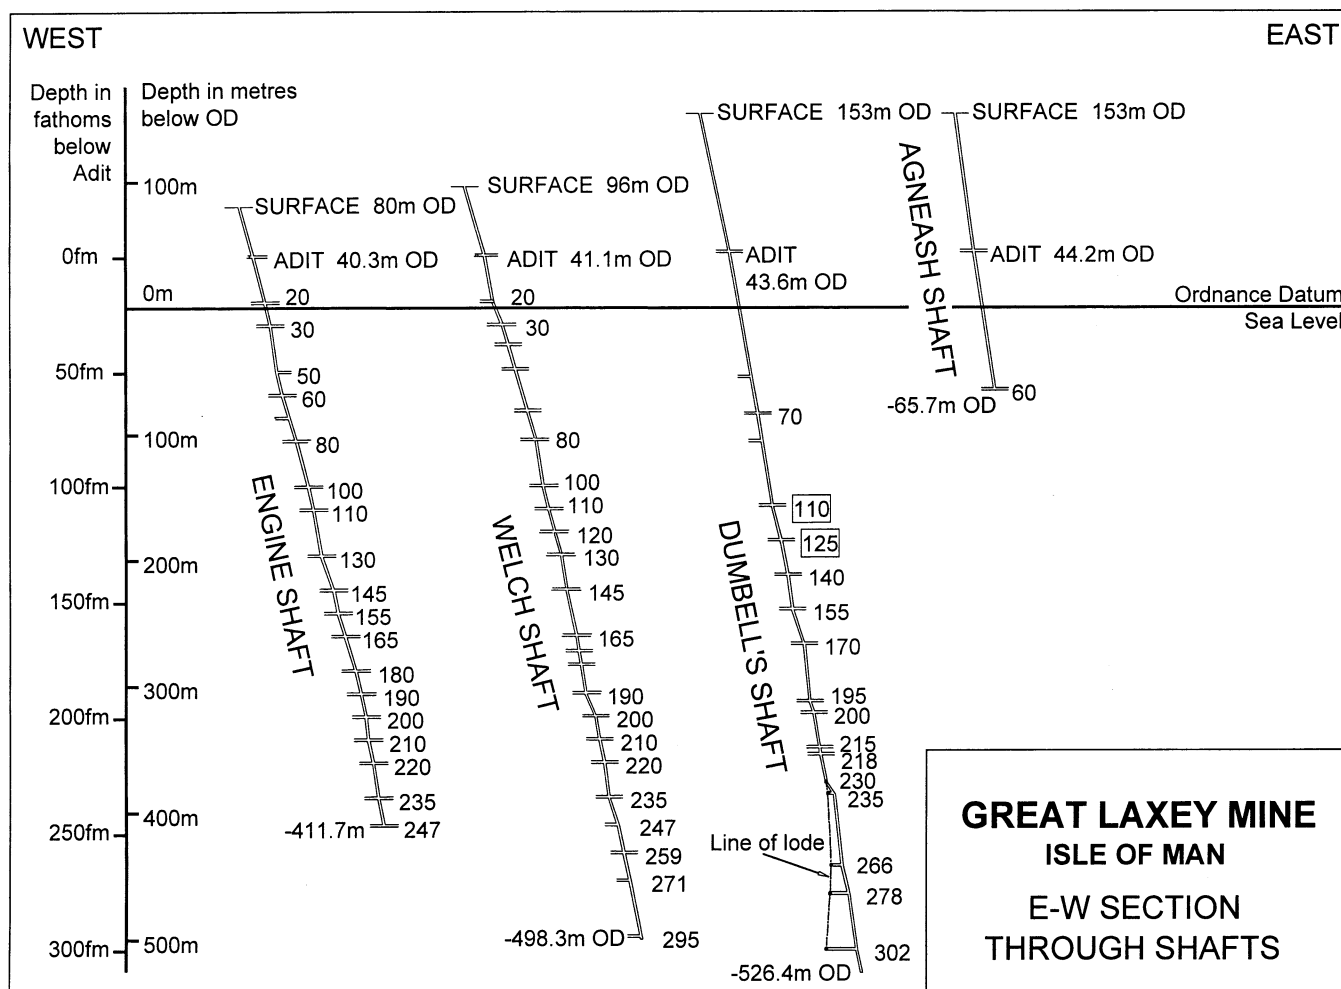 WEST
EAST
Depth in
fathoms
below
Adit
Depth in metres
below OD
0fm
50fm
100fm
150fm
200fm
250fm
300fm
100m
0m
100m
200m
300m
400m
500m
SURFACE 80m OD
ADIT 40.3m OD
20
30
50
60
80
100
110
130
145
155
165
180
190
200
210
220
235
247
-411.7m
ENGINE SHAFT
SURFACE 96m OD
ADIT 41.1m OD
20
30
80
100
110
120
130
145
165
190
200
210
220
235
247
259
271
295
-498.3m OD
WELCH SHAFT
SURFACE 153m OD
ADIT
43.6m OD
70
110
125
140
155
170
195
200
215
218
230
235
266
278
302
Line of lode
-526.4m OD
DUMBELL'S SHAFT
SURFACE 153m OD
ADIT 44.2m OD
60
-65.7m OD
AGNEASH SHAFT
Ordnance Datum
Sea Level
GREAT LAXEY MINE
ISLE OF MAN
E-W SECTION
THROUGH SHAFTS